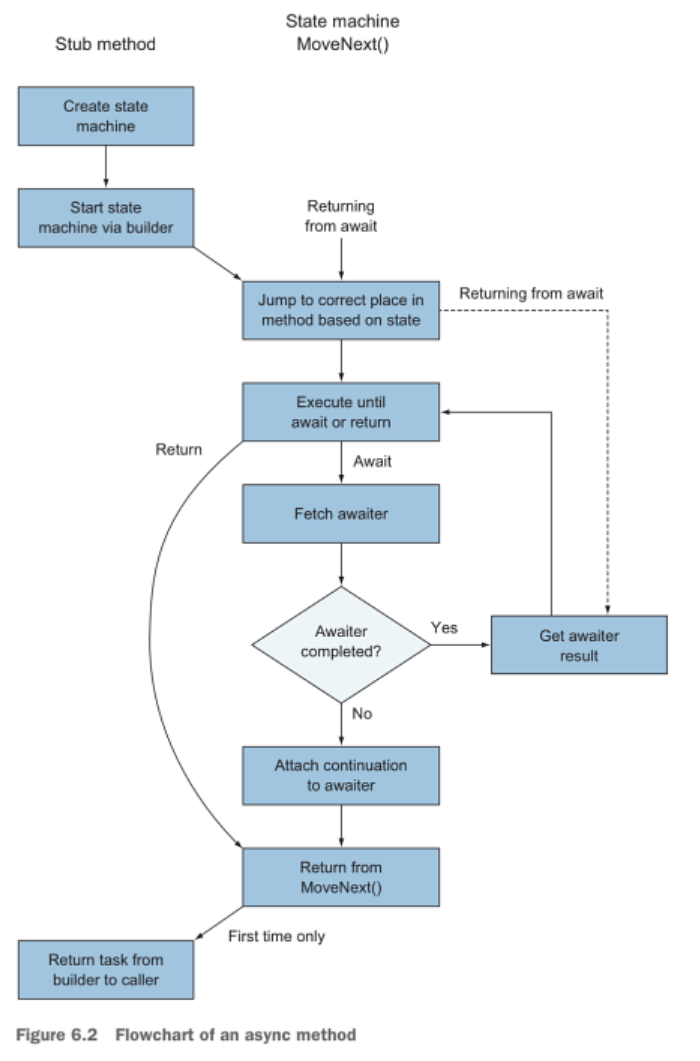 Stub method
State machine
MoveNext()
Create state
machine
Start state
machine via builder
Returning
from await
Jump to correct place in
method based on state
Returning from await
Execute until
await or return
Return
Await
Fetch awaiter
Awaiter
completed?
Yes
Get awaiter
result
No
Attach continuation
to awaiter
Return from
MoveNext()
First time only
Return task from
builder to caller
Figure 6.2 Flowchart of an async method